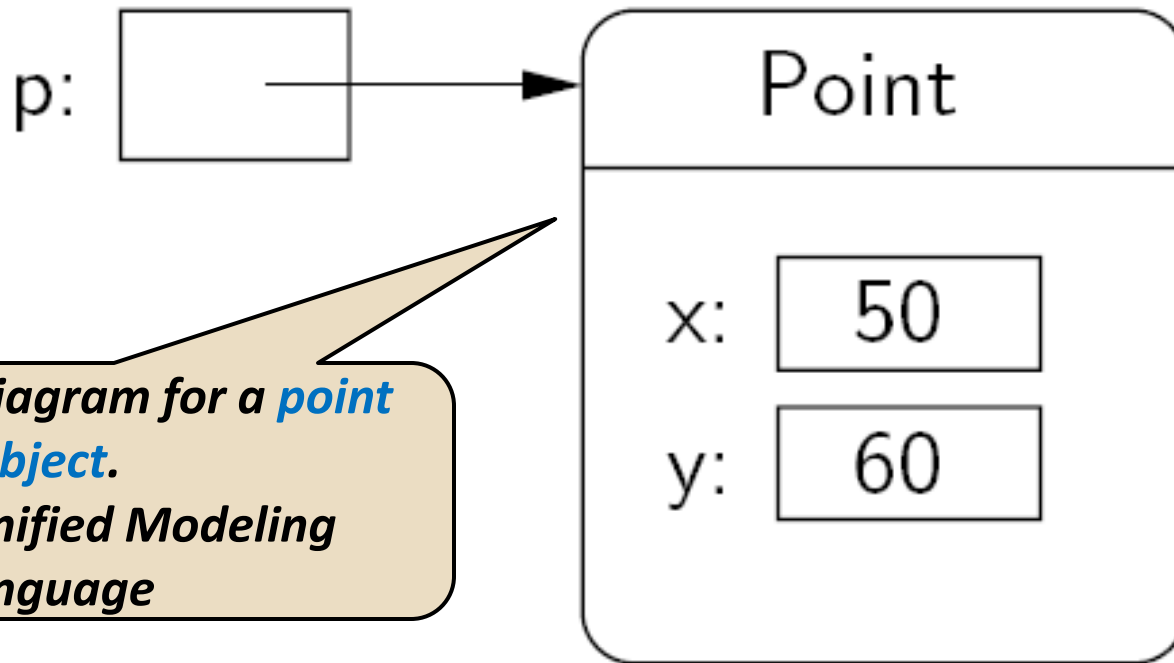 p:
Point
x: 50
y: 60
iagram for a point
bject.
nified Modeling
nguage